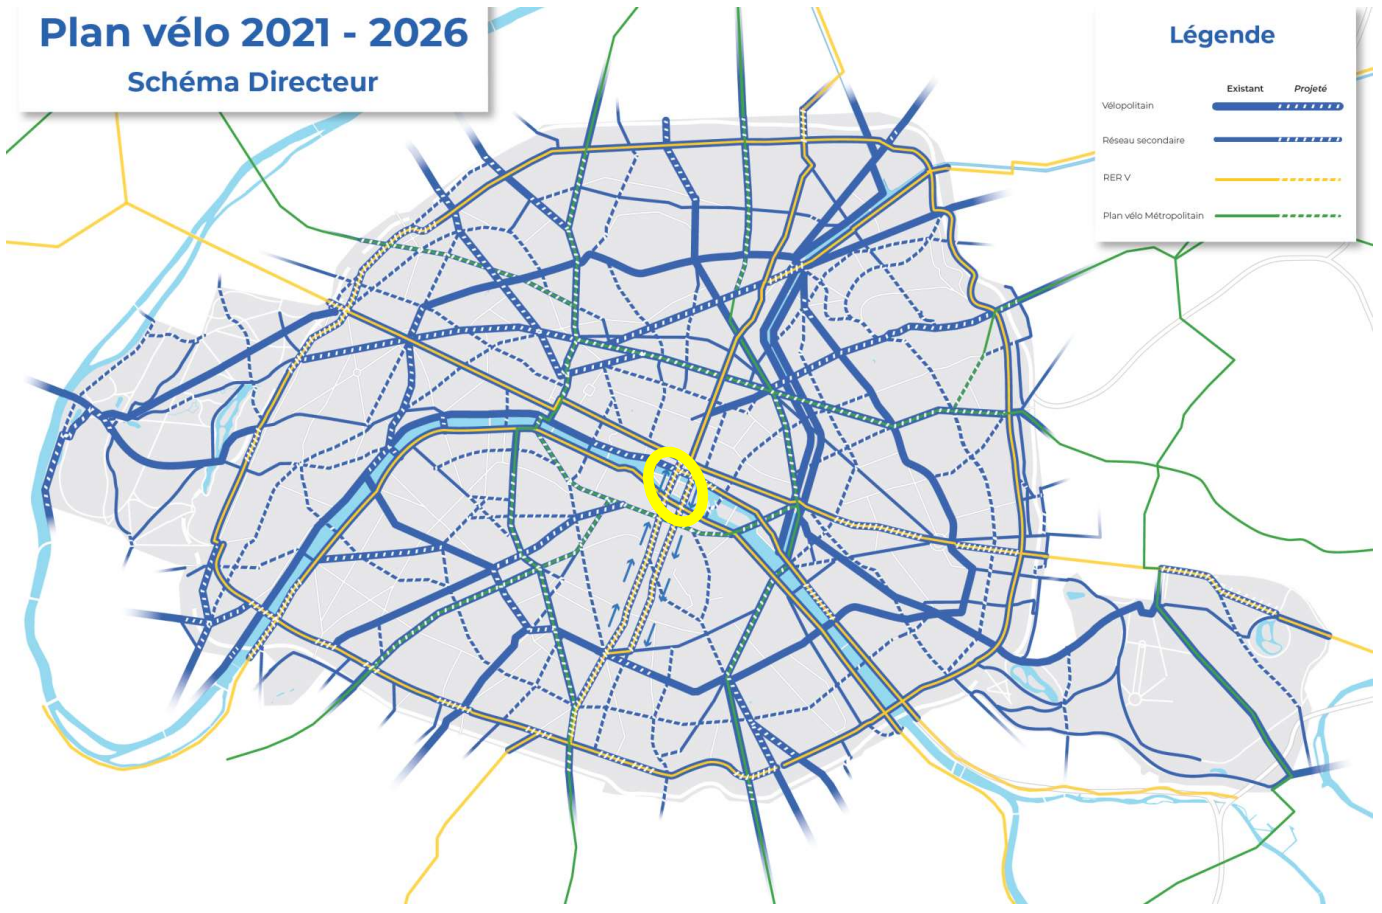 Plan vélo 2021 - 2026
Schéma Directeur
Légende
Existant Projeté
Vélopolitain
Réseau secondaire
RER V
Plan vélo Métropolitain